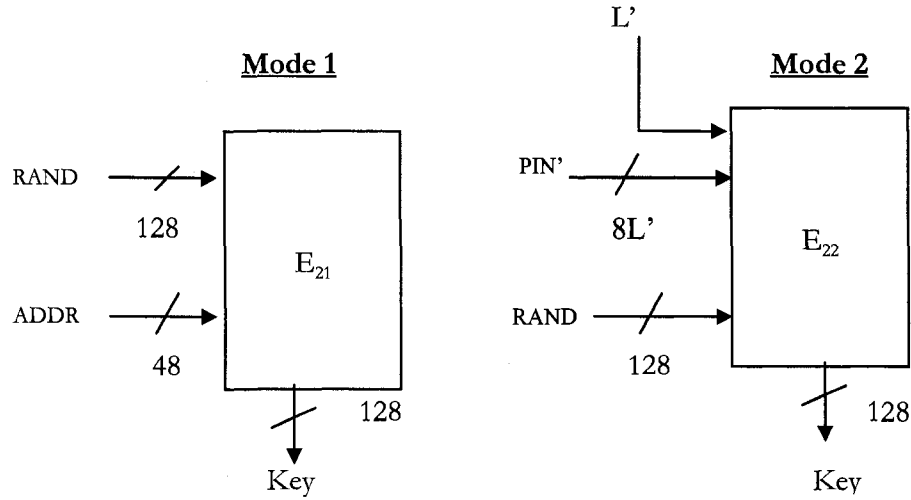 Mode 1
RAND
128
ADDR
48
E21
128
Key
L’
Mode 2
PIN’
8L’
RAND
128
E22
128
Key